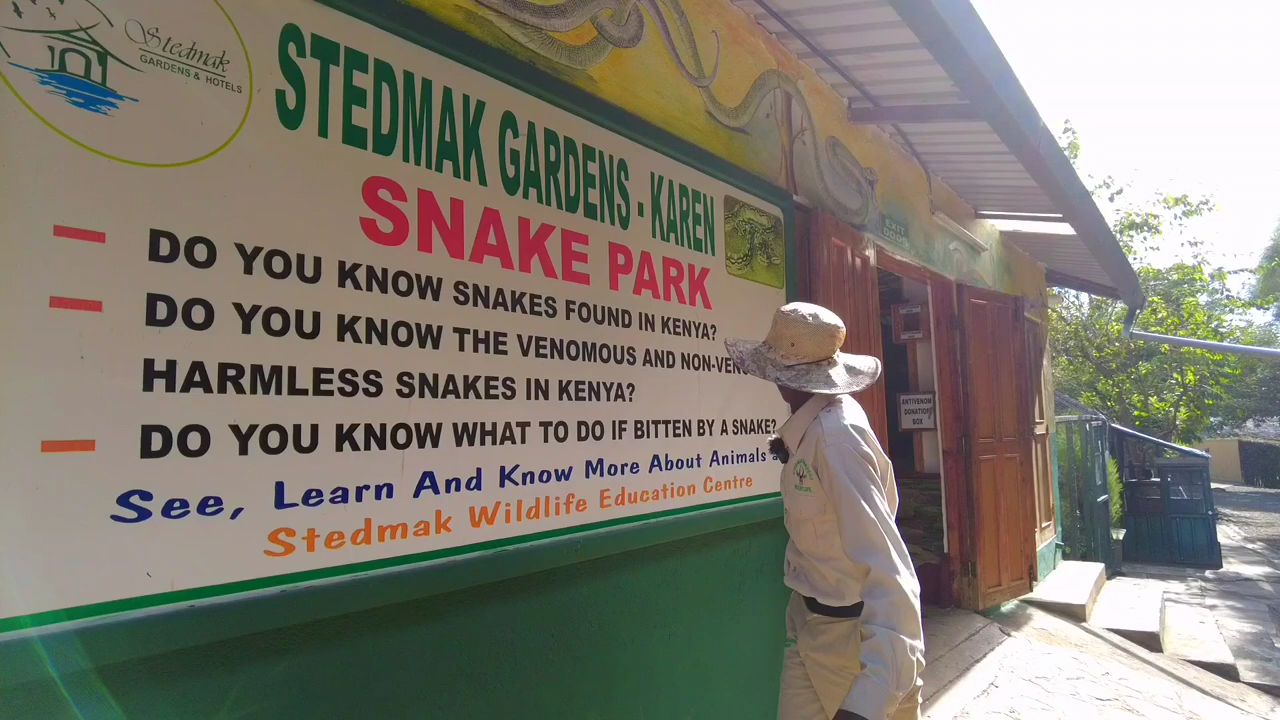 Stedmak
GARDENS & HOTELS
STEDMAK GARDENS - KAREN
SNAKE PARK
DO YOU KNOW SNAKES FOUND IN KENYA?
DO YOU KNOW THE VENOMOUS AND
HARMLESS SNAKES IN KENYA?
DO YOU KNOW WHAT TO DO IF BITTEN BY A SNAKE?
See, Learn And Know More About Animals
Stedmak Wildlife Education Centre
EXIT
DOOR
ANTIVENOM
DONATION
BOX